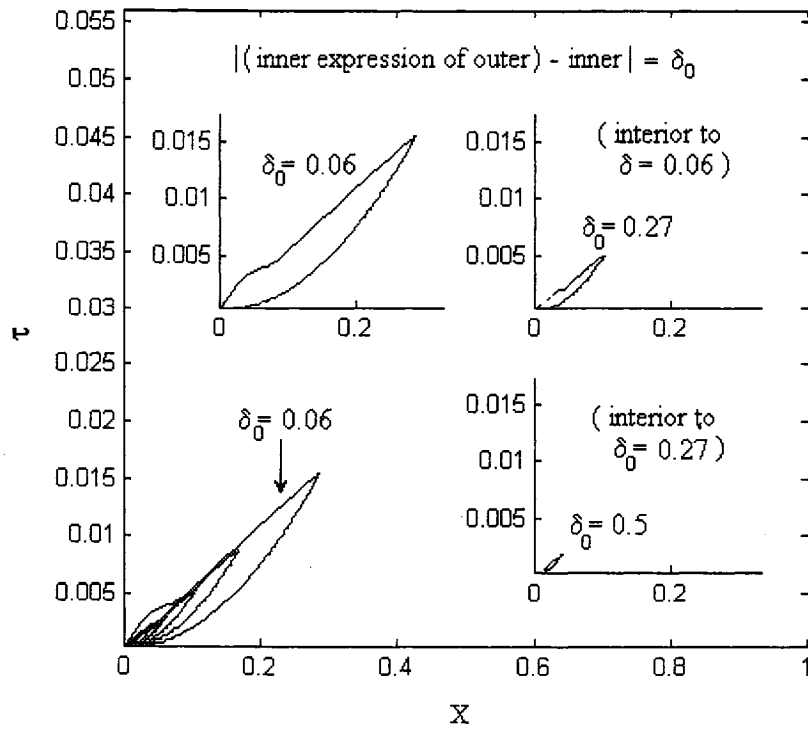 |(inner expression of outer) - inner| = δ₀
0.055
0.05
0.045
0.04
0.035
0.03
0.025
0.02
0.015
0.01
0.005
τ
0
0.2
0.4
0.6
0.8
1
X
0.015
0.01
0.005
δ₀= 0.06
0
0.2
0.015
0.01
0.005
( interior to
δ = 0.06 )
δ₀= 0.27
0
0.2
δ₀= 0.06
0.015
0.01
0.005
( interior to
δ₀= 0.27 )
δ₀= 0.5
0
0.2